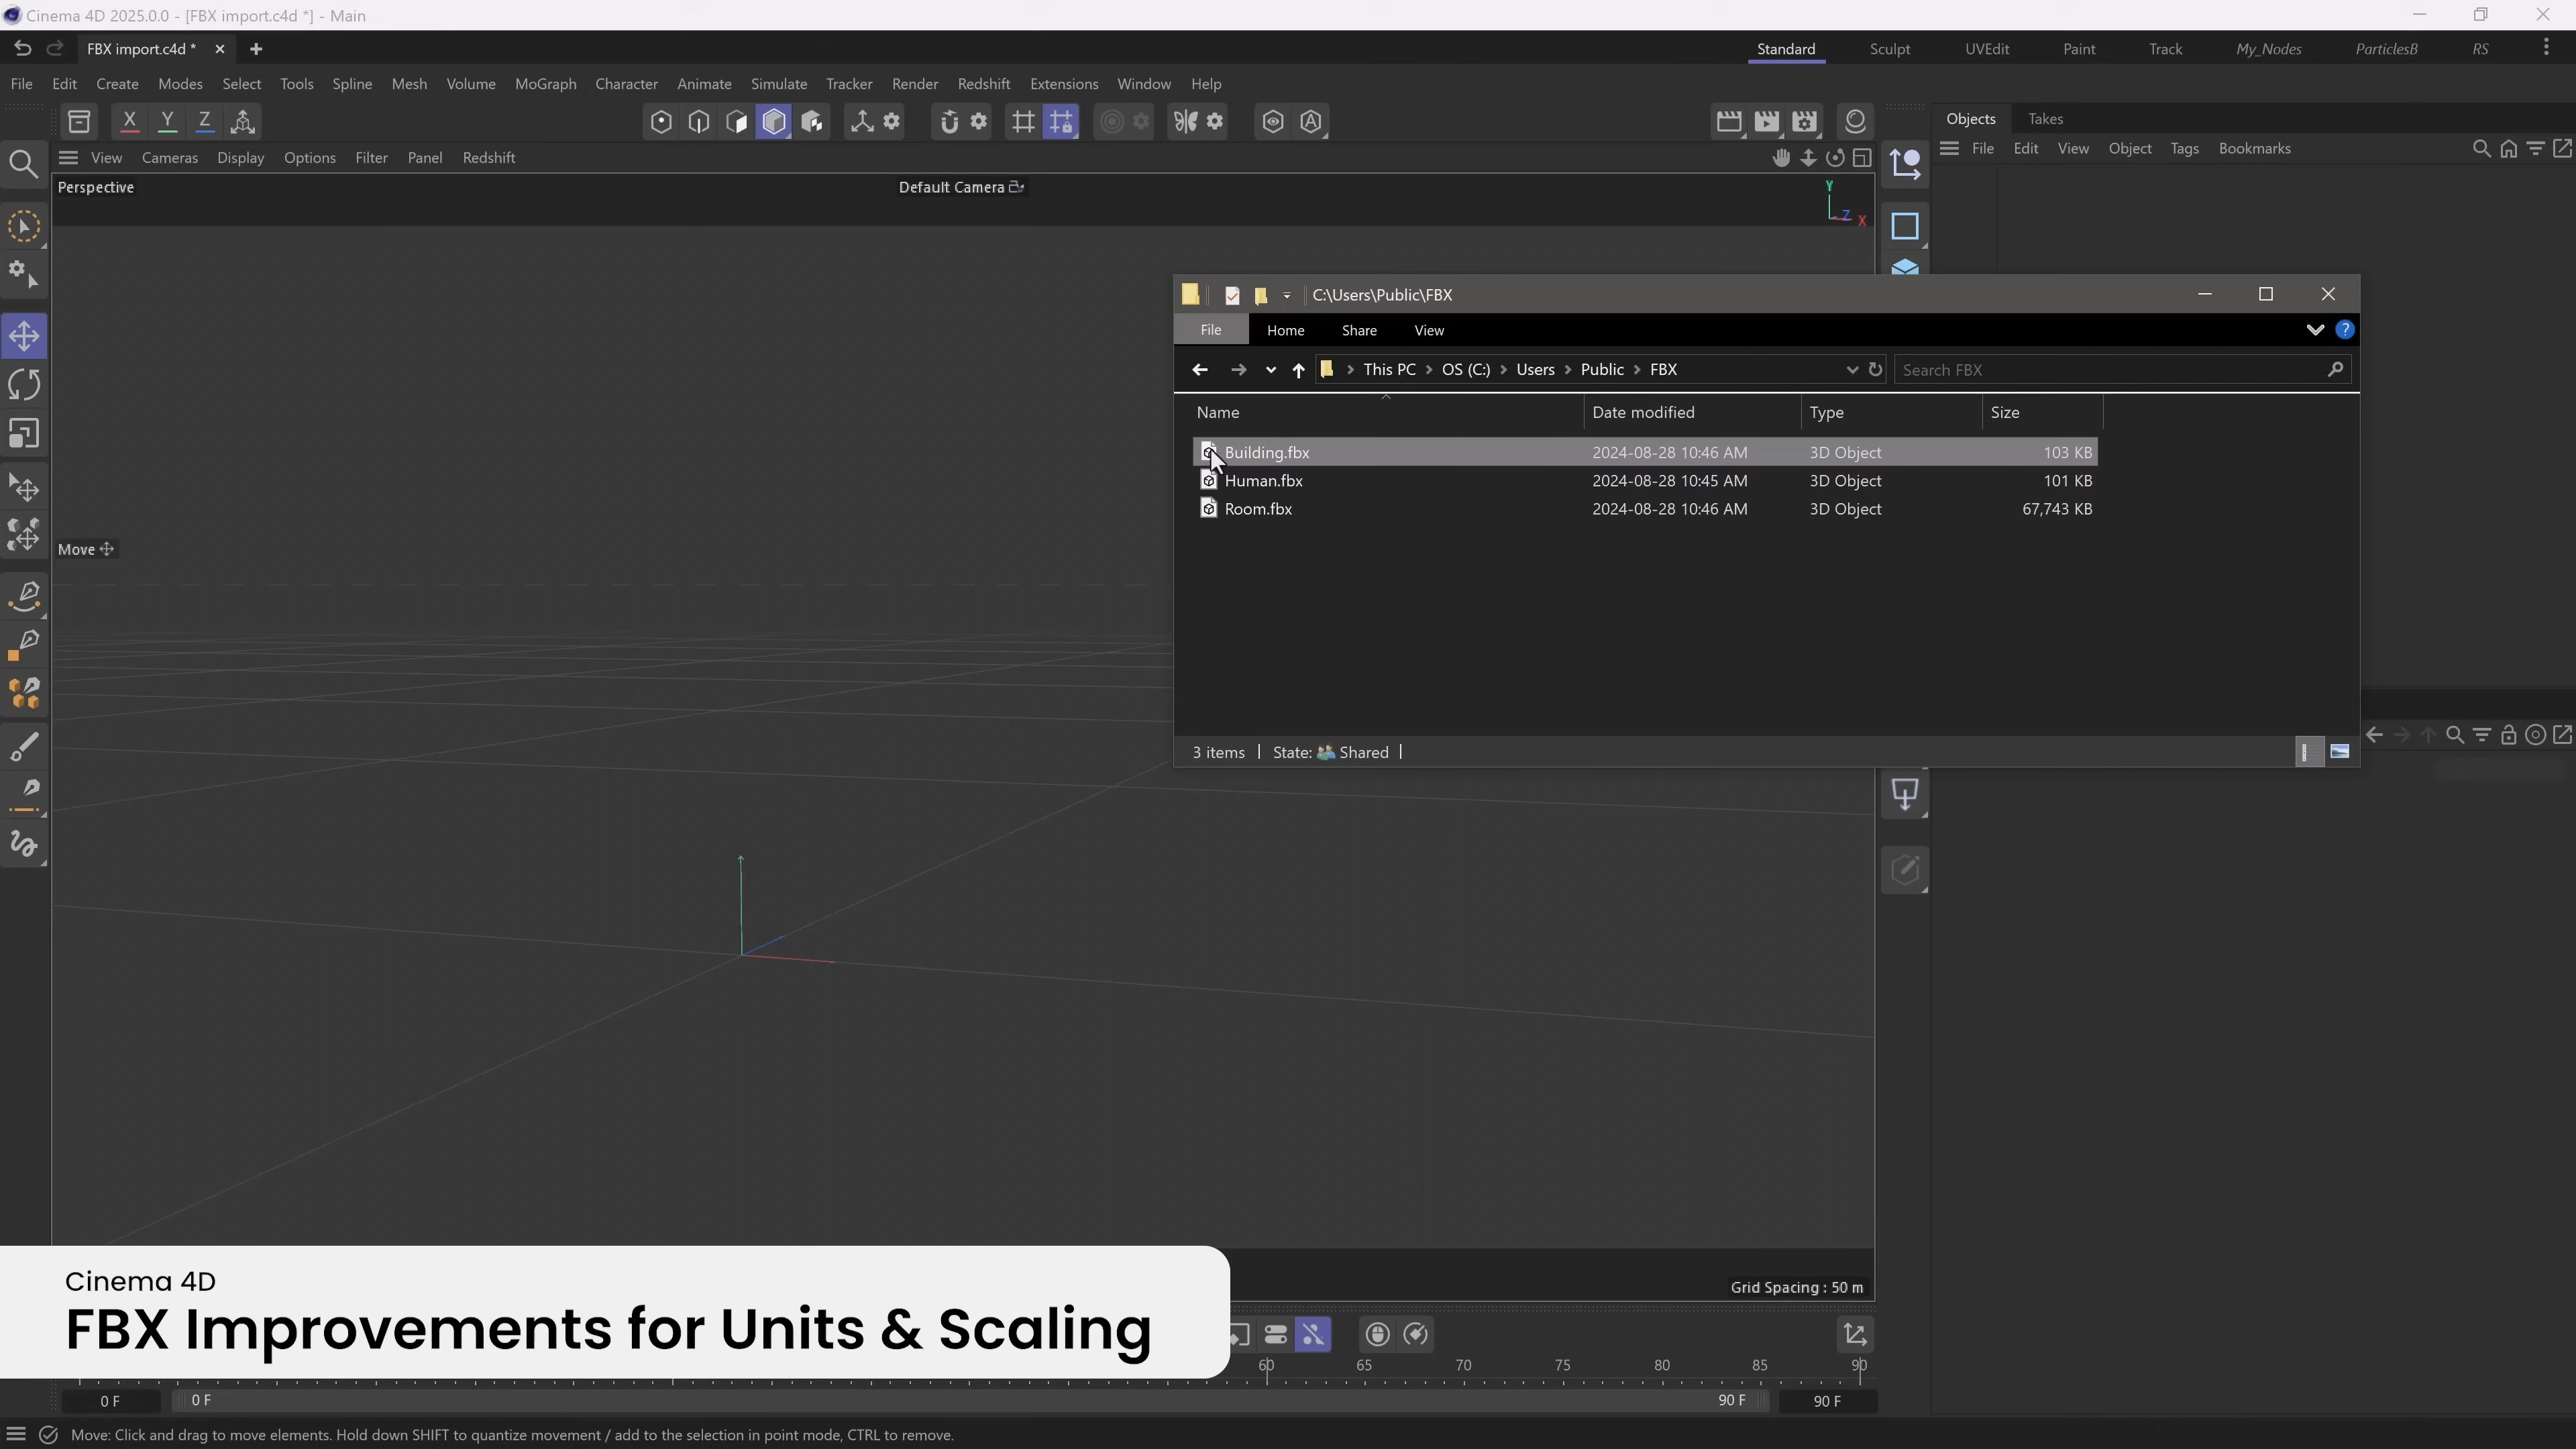 Cinema 4D 2025.0.0 - [FBX import.c4d *] - Main
FBX import.c4d *
Standard Sculpt UVEdit Paint Track My_Nodes ParticlesB RS
File Edit Create Modes Select Tools Spline Mesh Volume MoGraph Character Animate Simulate Tracker Render Redshift Extensions Window Help
X Y Z
Objects Takes
View Cameras Display Options Filter Panel Redshift
File Edit View Object Tags Bookmarks
Perspective
Default Camera
Y
Z X
C:\Users\Public\FBX
File Home Share View
This PC > OS (C:) > Users > Public > FBX
Search FBX
Name Date modified Type Size
Building.fbx 2024-08-28 10:46 AM 3D Object 103 KB
Human.fbx 2024-08-28 10:45 AM 3D Object 101 KB
Room.fbx 2024-08-28 10:46 AM 3D Object 67,743 KB
Move
3 items State: Shared
Grid Spacing : 50 m
Cinema 4D
FBX Improvements for Units & Scaling
60 65 70 75 80 85 90
0 F 0 F 90 F 90 F
Move: Click and drag to move elements. Hold down SHIFT to quantize movement / add to the selection in point mode, CTRL to remove.